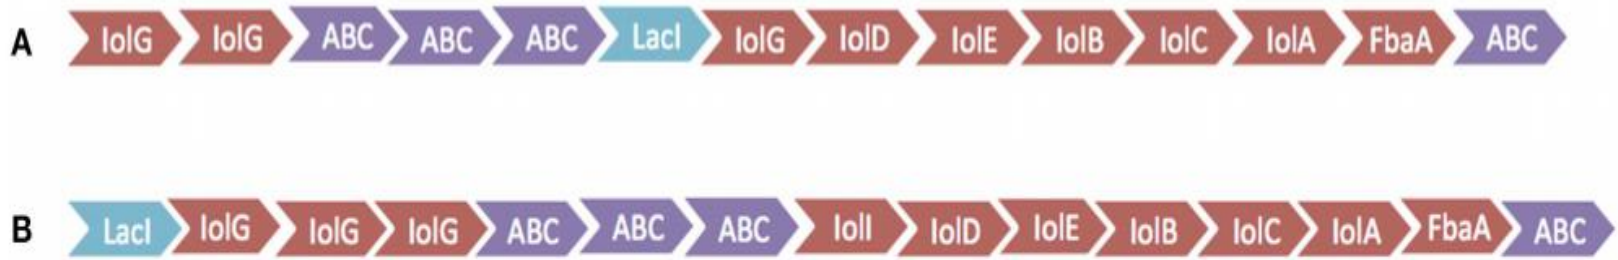 A IolG IolG ABC ABC ABC LacI IolG IolD IolE IolB IolC IolA FbaA ABC
B LacI IolG IolG IolG ABC ABC ABC IolI IolD IolE IolB IolC IolA FbaA ABC